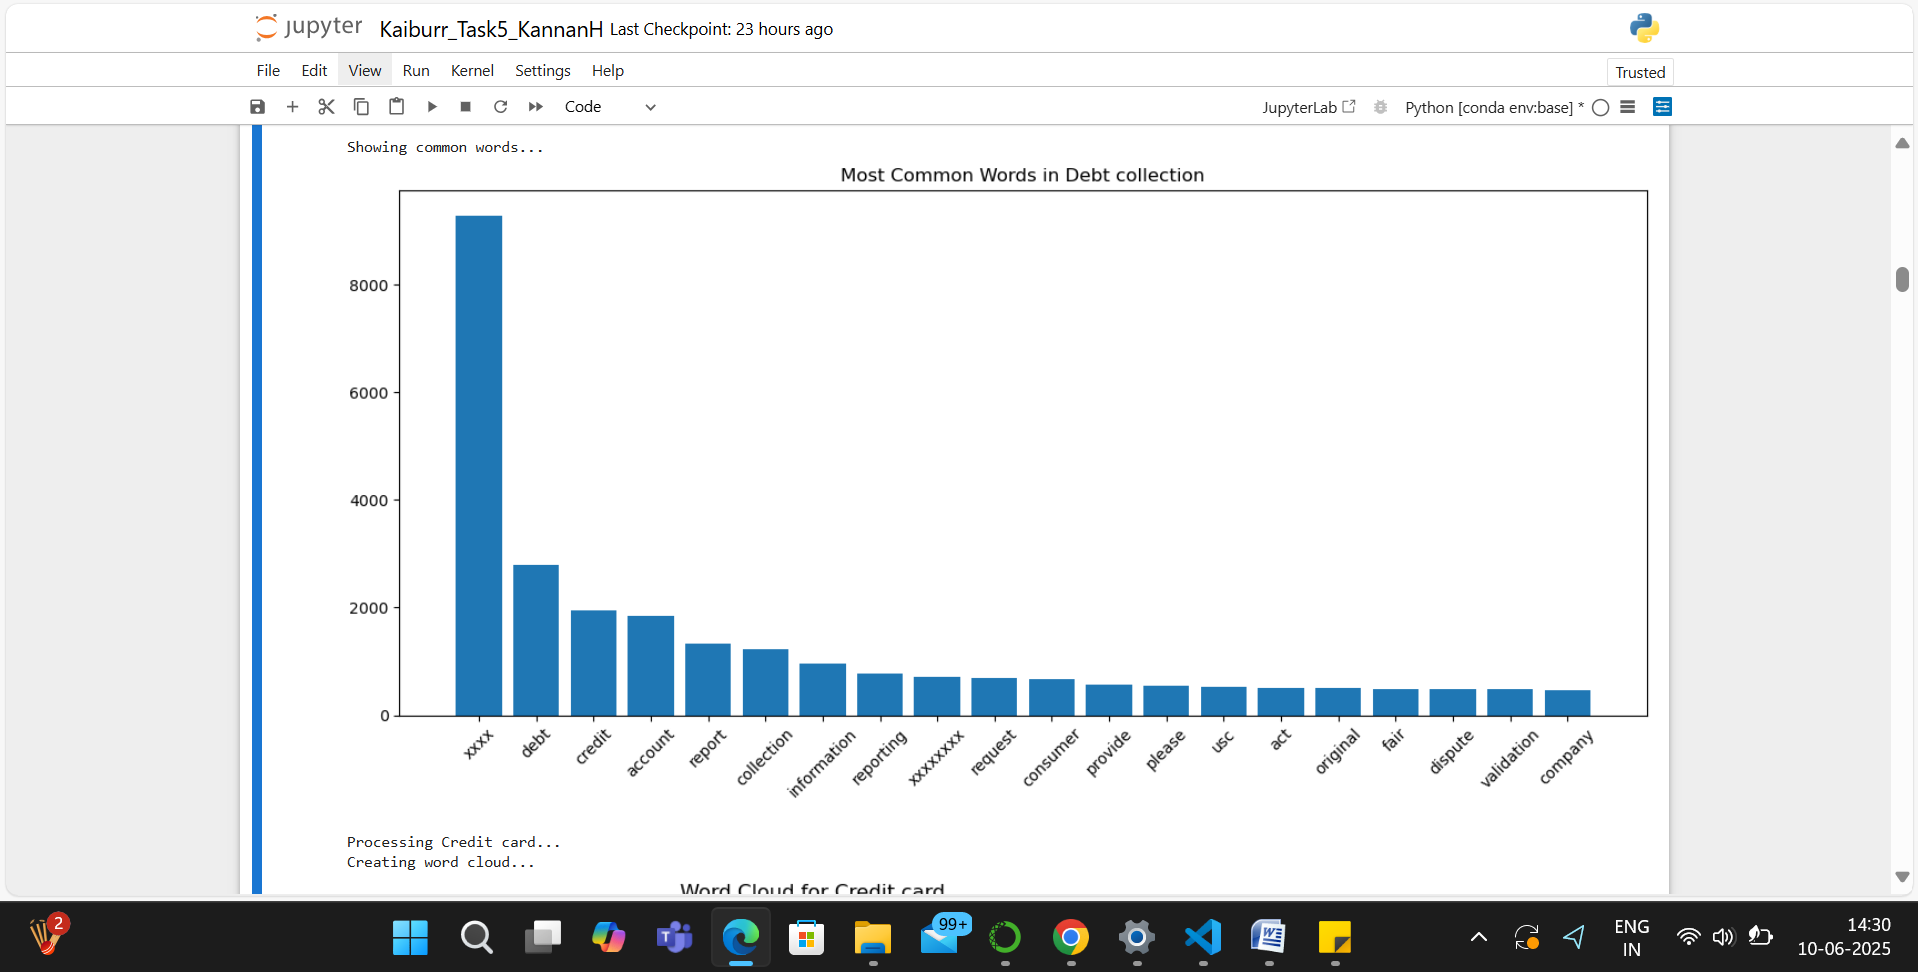 jupyter Kaiburr_Task5_KannanH Last Checkpoint: 23 hours ago
File Edit View Run Kernel Settings Help Trusted
Code JupyterLab Python [conda env:base] *
Showing common words...
Most Common Words in Debt collection
8000
6000
4000
2000
0
xxxx debt credit account report collection information reporting xxxxxxxx request consumer provide please usc act original fair dispute validation company
Processing Credit card...
Creating word cloud...
Word Cloud for Credit card
2 99+ ENG 14:30
IN 10-06-2025